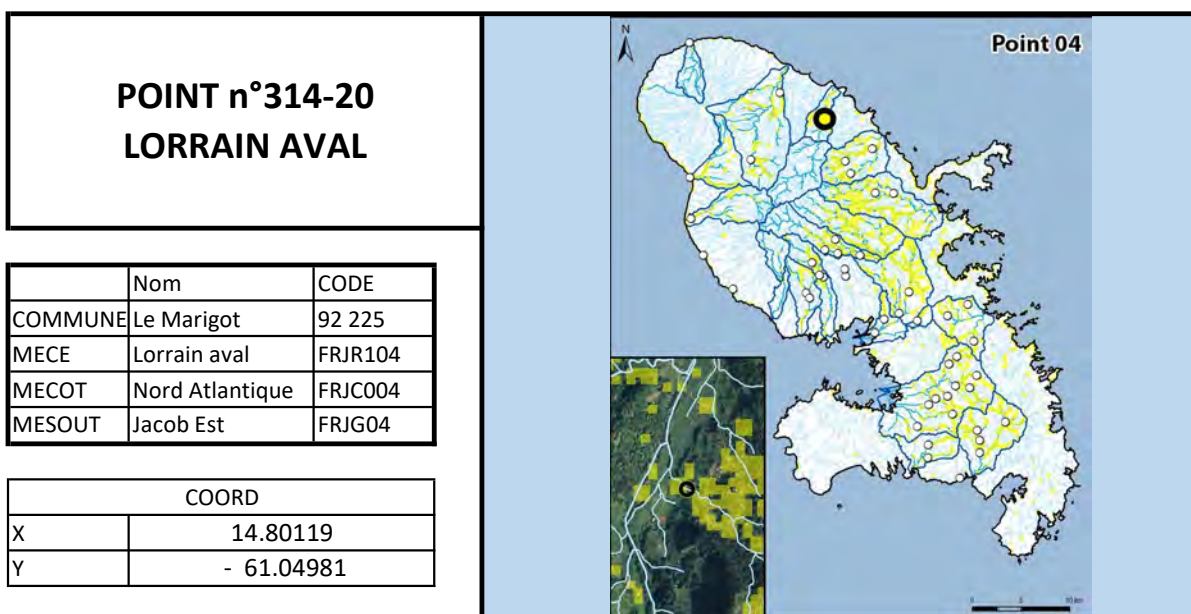 POINT n°314-20
LORRAIN AVAL
Nom CODE
COMMUNE Le Marigot 92 225
MECE Lorrain aval FRJR104
MECOT Nord Atlantique FRJC004
MESOUT Jacob Est FRJG04
COORD
X 14.80119
Y - 61.04981
N
Point 04